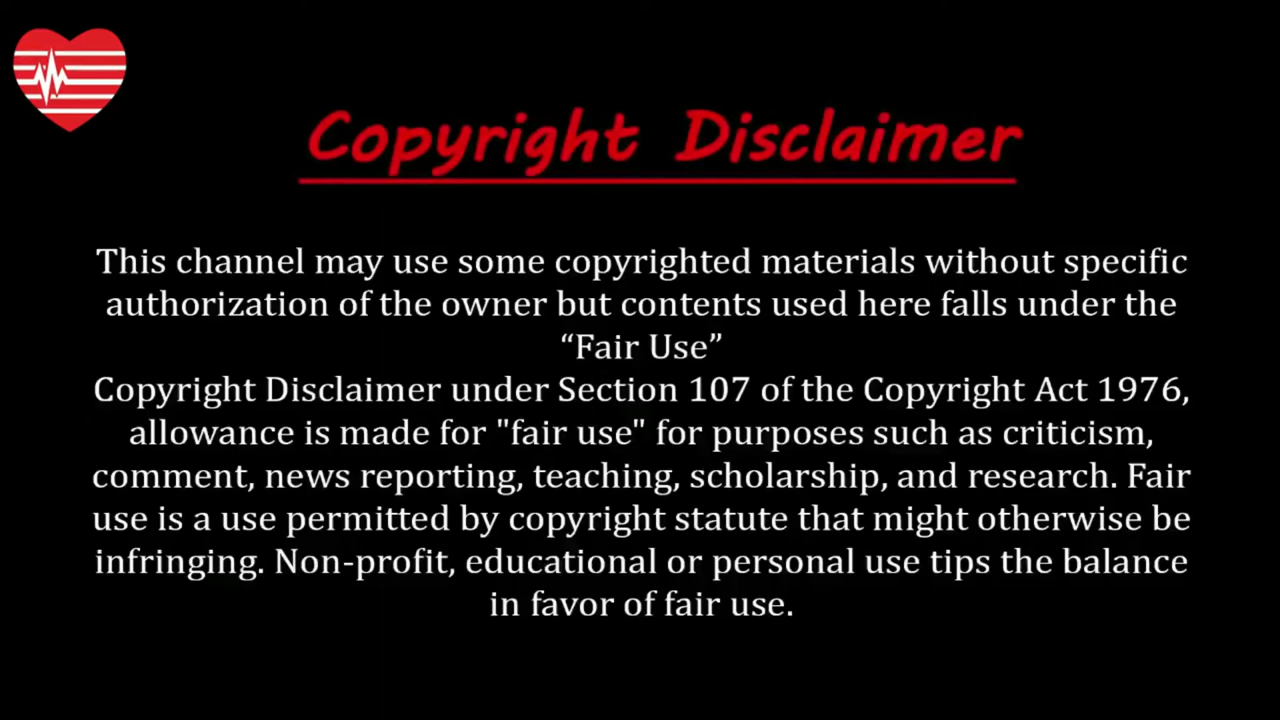 Copyright Disclaimer
This channel may use some copyrighted materials without specific
authorization of the owner but contents used here falls under the
“Fair Use”
Copyright Disclaimer under Section 107 of the Copyright Act 1976,
allowance is made for "fair use" for purposes such as criticism,
comment, news reporting, teaching, scholarship, and research. Fair
use is a use permitted by copyright statute that might otherwise be
infringing. Non-profit, educational or personal use tips the balance
in favor of fair use.